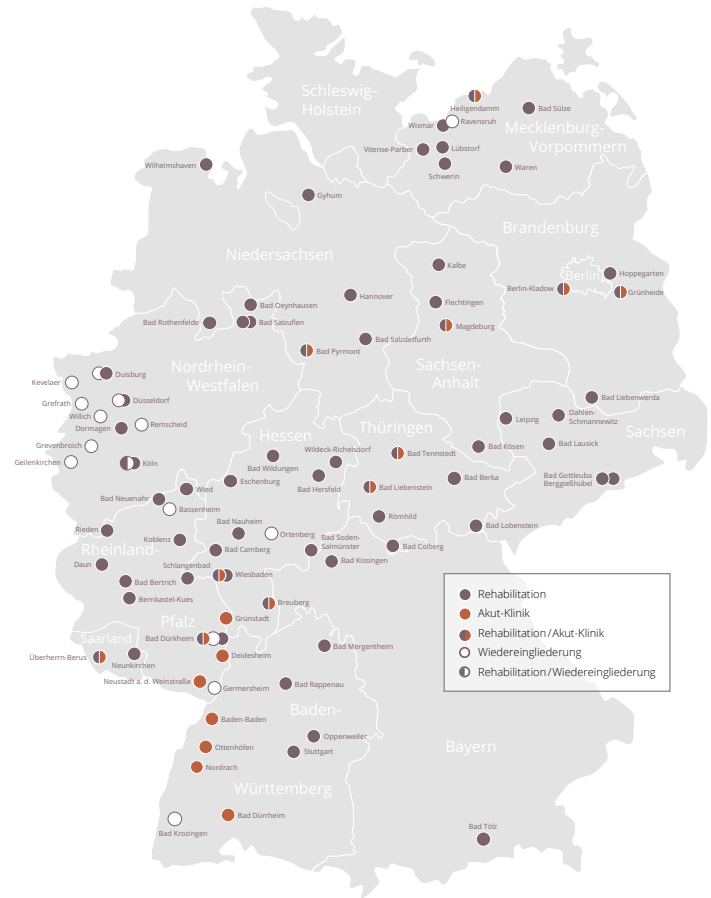 Schleswig-
Holstein
Heiligendamm
Bad Sülze
Ravensruh
Wismar
Mecklenburg-
Vorpommern
Vitense-Parber
Lübstorf
Schwerin
Waren
Wilhelmshaven
Gyhum
Brandenburg
Niedersachsen
Kalbe
Berlin
Hoppegarten
Berlin-Kladow
Grünheide
Hannover
Flechtingen
Bad Oeynhausen
Bad Rothenfelde
Bad Salzuflen
Magdeburg
Bad Salzdetfurth
Bad Pyrmont
Sachsen-
Anhalt
Nordrhein-
Westfalen
Duisburg
Kevelaer
Grefrath
Düsseldorf
Willich
Remscheid
Dormagen
Grevenbroich
Geilenkirchen
Köln
Bad Liebenwerda
Leipzig
Dahlen-
Schmannewitz
Sachsen
Thüringen
Hessen
Bad Kösen
Bad Lausick
Wildeck-Richelsdorf
Bad Tennstedt
Bad Wildungen
Eschenburg
Bad Hersfeld
Bad Liebenstein
Bad Berka
Bad Gottleuba
Berggießhübel
Wied
Bad Neuenahr
Bassenheim
Römhild
Bad Lobenstein
Rieden
Bad Nauheim
Koblenz
Ortenberg
Bad Soden-
Salmünster
Bad Colberg
Rheinland-
Bad Camberg
Bad Kissingen
Daun
Schlangenbad
Wiesbaden
Bad Bertrich
Bernkastel-Kues
Breuberg
Pfalz
Grünstadt
Saarland
Bad Dürkheim
Überherrn-Berus
Neunkirchen
Deidesheim
Bad Mergentheim
Neustadt a. d. Weinstraße
Germersheim
Bad Rappenau
Baden-
Baden-Baden
Oppenweiler
Ottenhöfen
Stuttgart
Bayern
Nordrach
Württemberg
Bad Dürrheim
Bad Krozingen
Bad Tölz
Rehabilitation
Akut-Klinik
Rehabilitation/Akut-Klinik
Wiedereingliederung
Rehabilitation/Wiedereingliederung